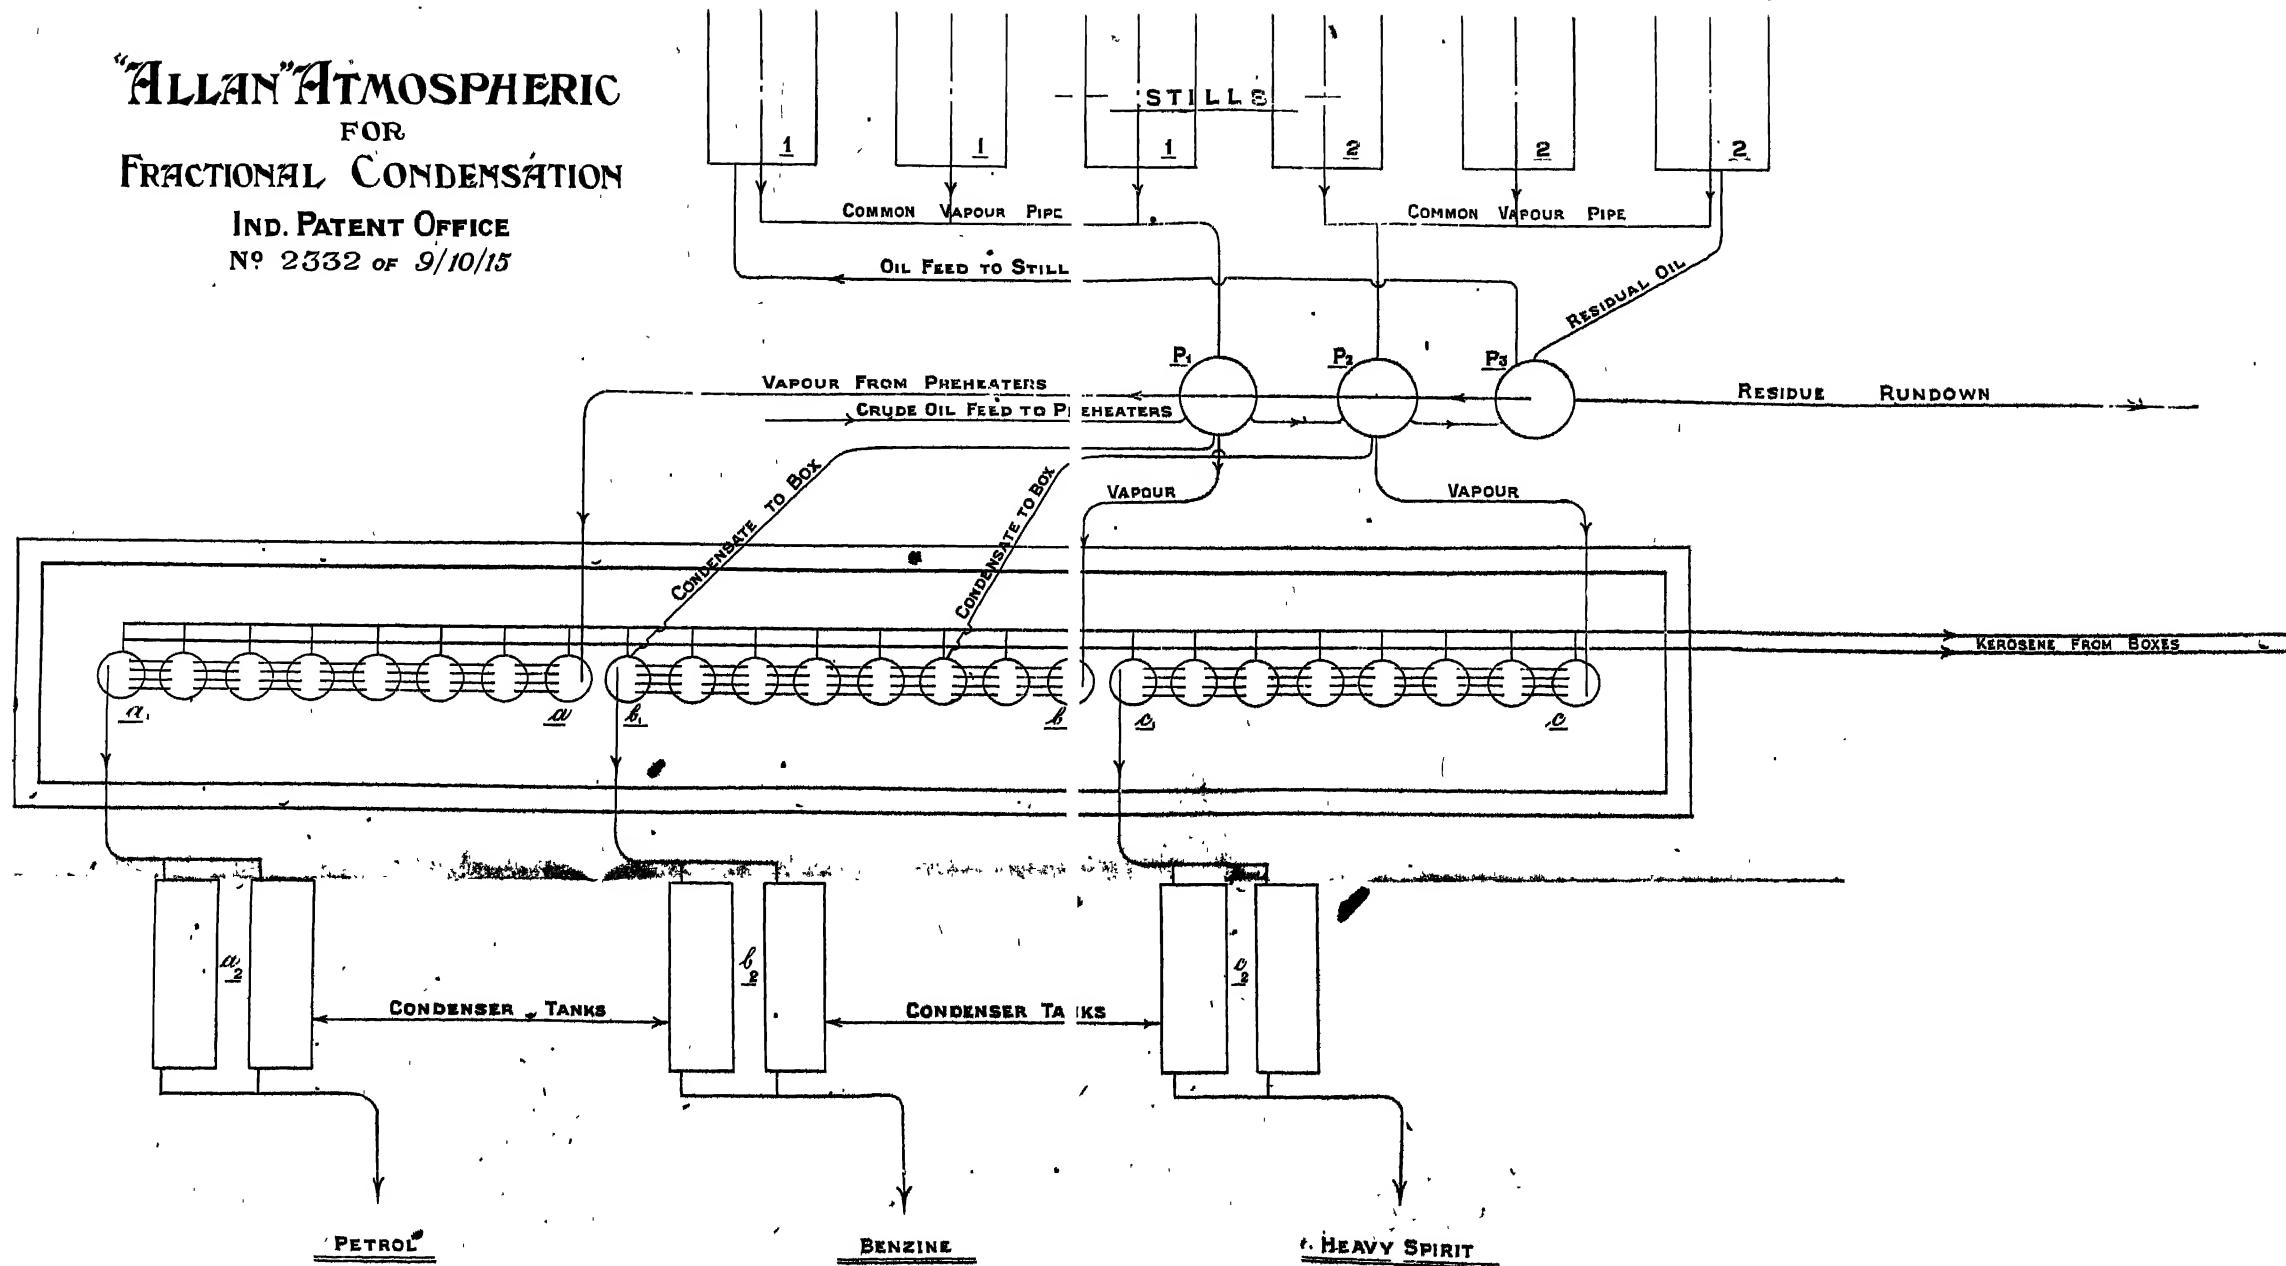 "ALLAN" ATMOSPHERIC
FOR
FRACTIONAL CONDENSATION
IND. PATENT OFFICE
Nº 2332 OF 9/10/15
STILLS
1 1 1 2 2 2
COMMON VAPOUR PIPE
COMMON VAPOUR PIPE
OIL FEED TO STILL
RESIDUAL OIL
P1 P2 P3
VAPOUR FROM PREHEATERS
CRUDE OIL FEED TO PREHEATERS
RESIDUE RUNDOWN
CONDENSATE TO BOX
CONDENSATE TO BOX
VAPOUR
VAPOUR
KEROSENE FROM BOXES
a1 a b1 b c1 c
a2 b2 c2
CONDENSER TANKS
CONDENSER TANKS
PETROL
BENZINE
HEAVY SPIRIT